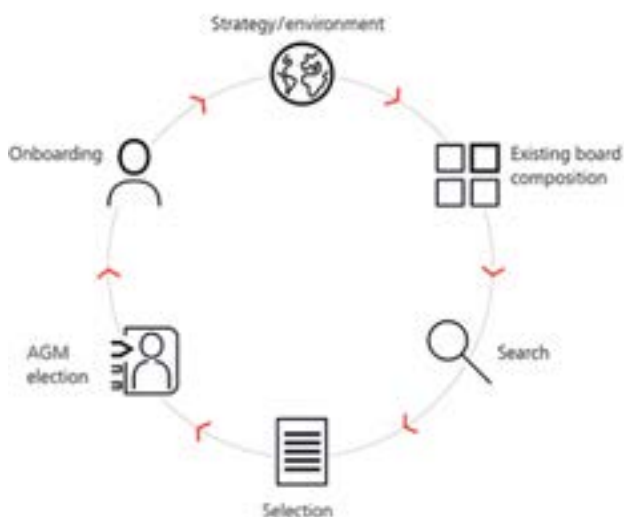 Strategy/environment
Existing board
composition
Search
Selection
AGM
election
Onboarding